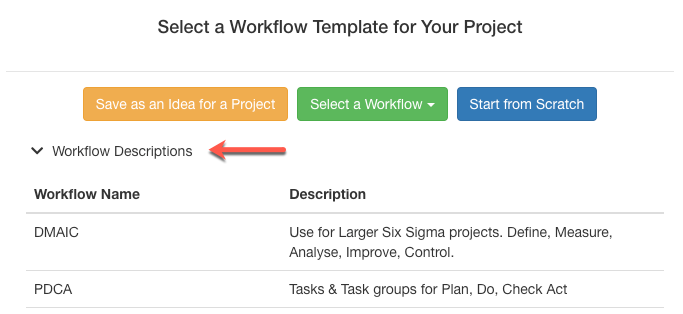 Select a Workflow Template for Your Project
Save as an Idea for a Project
Select a Workflow
Start from Scratch
Workflow Descriptions
Workflow Name
Description
DMAIC
Use for Larger Six Sigma projects. Define, Measure,
Analyse, Improve, Control.
PDCA
Tasks & Task groups for Plan, Do, Check Act